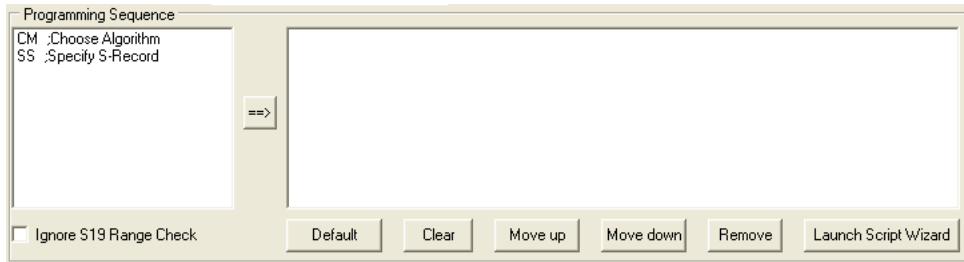 Programming Sequence
CM ;Choose Algorithm
SS ;Specify S-Record
==>
Ignore S19 Range Check
Default
Clear
Move up
Move down
Remove
Launch Script Wizard